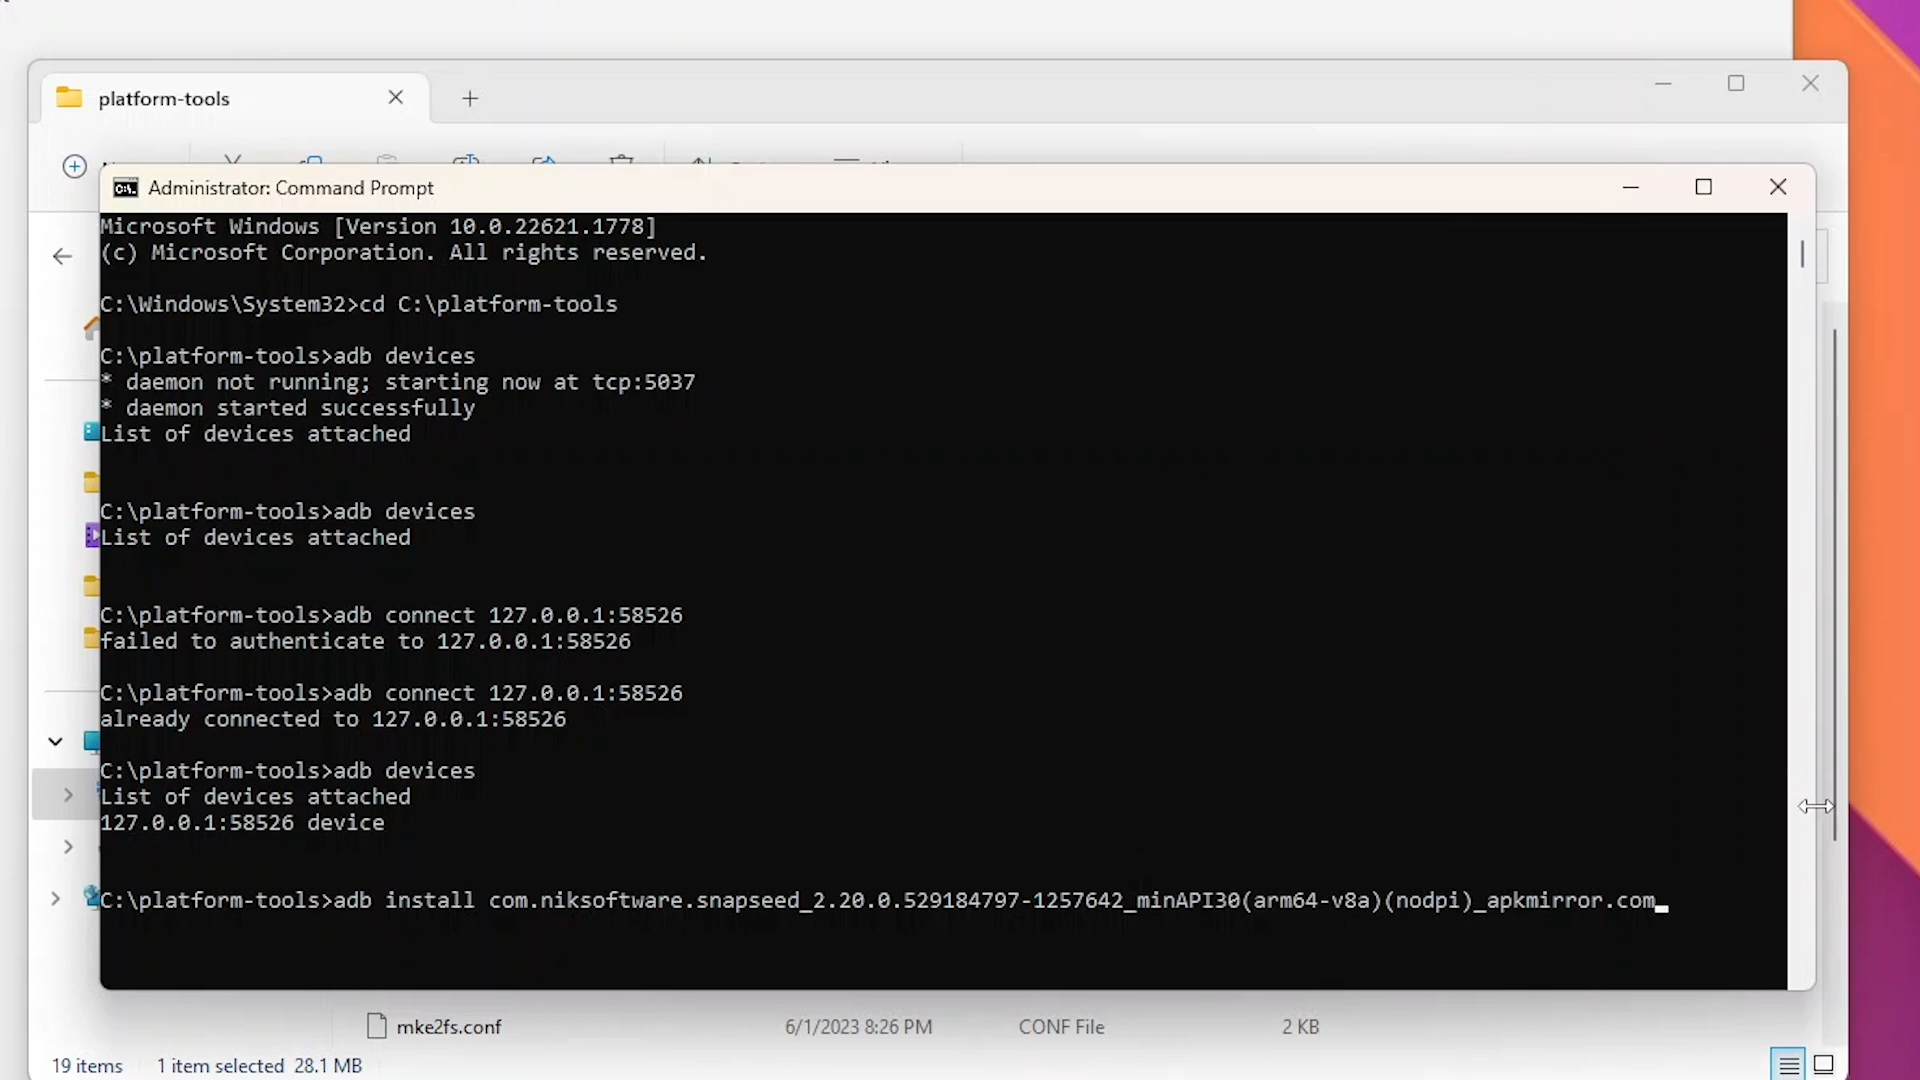 platform-tools
Administrator: Command Prompt
Microsoft Windows [Version 10.0.22621.1778]
(c) Microsoft Corporation. All rights reserved.
C:\Windows\System32>cd C:\platform-tools
C:\platform-tools>adb devices
* daemon not running; starting now at tcp:5037
* daemon started successfully
List of devices attached
C:\platform-tools>adb devices
List of devices attached
C:\platform-tools>adb connect 127.0.0.1:58526
failed to authenticate to 127.0.0.1:58526
C:\platform-tools>adb connect 127.0.0.1:58526
already connected to 127.0.0.1:58526
C:\platform-tools>adb devices
List of devices attached
127.0.0.1:58526 device
C:\platform-tools>adb install com.niksoftware.snapseed_2.20.0.529184797-1257642_minAPI30(arm64-v8a)(nodpi)_apkmirror.com
mke2fs.conf 6/1/2023 8:26 PM CONF File 2 KB
19 items 1 item selected 28.1 MB